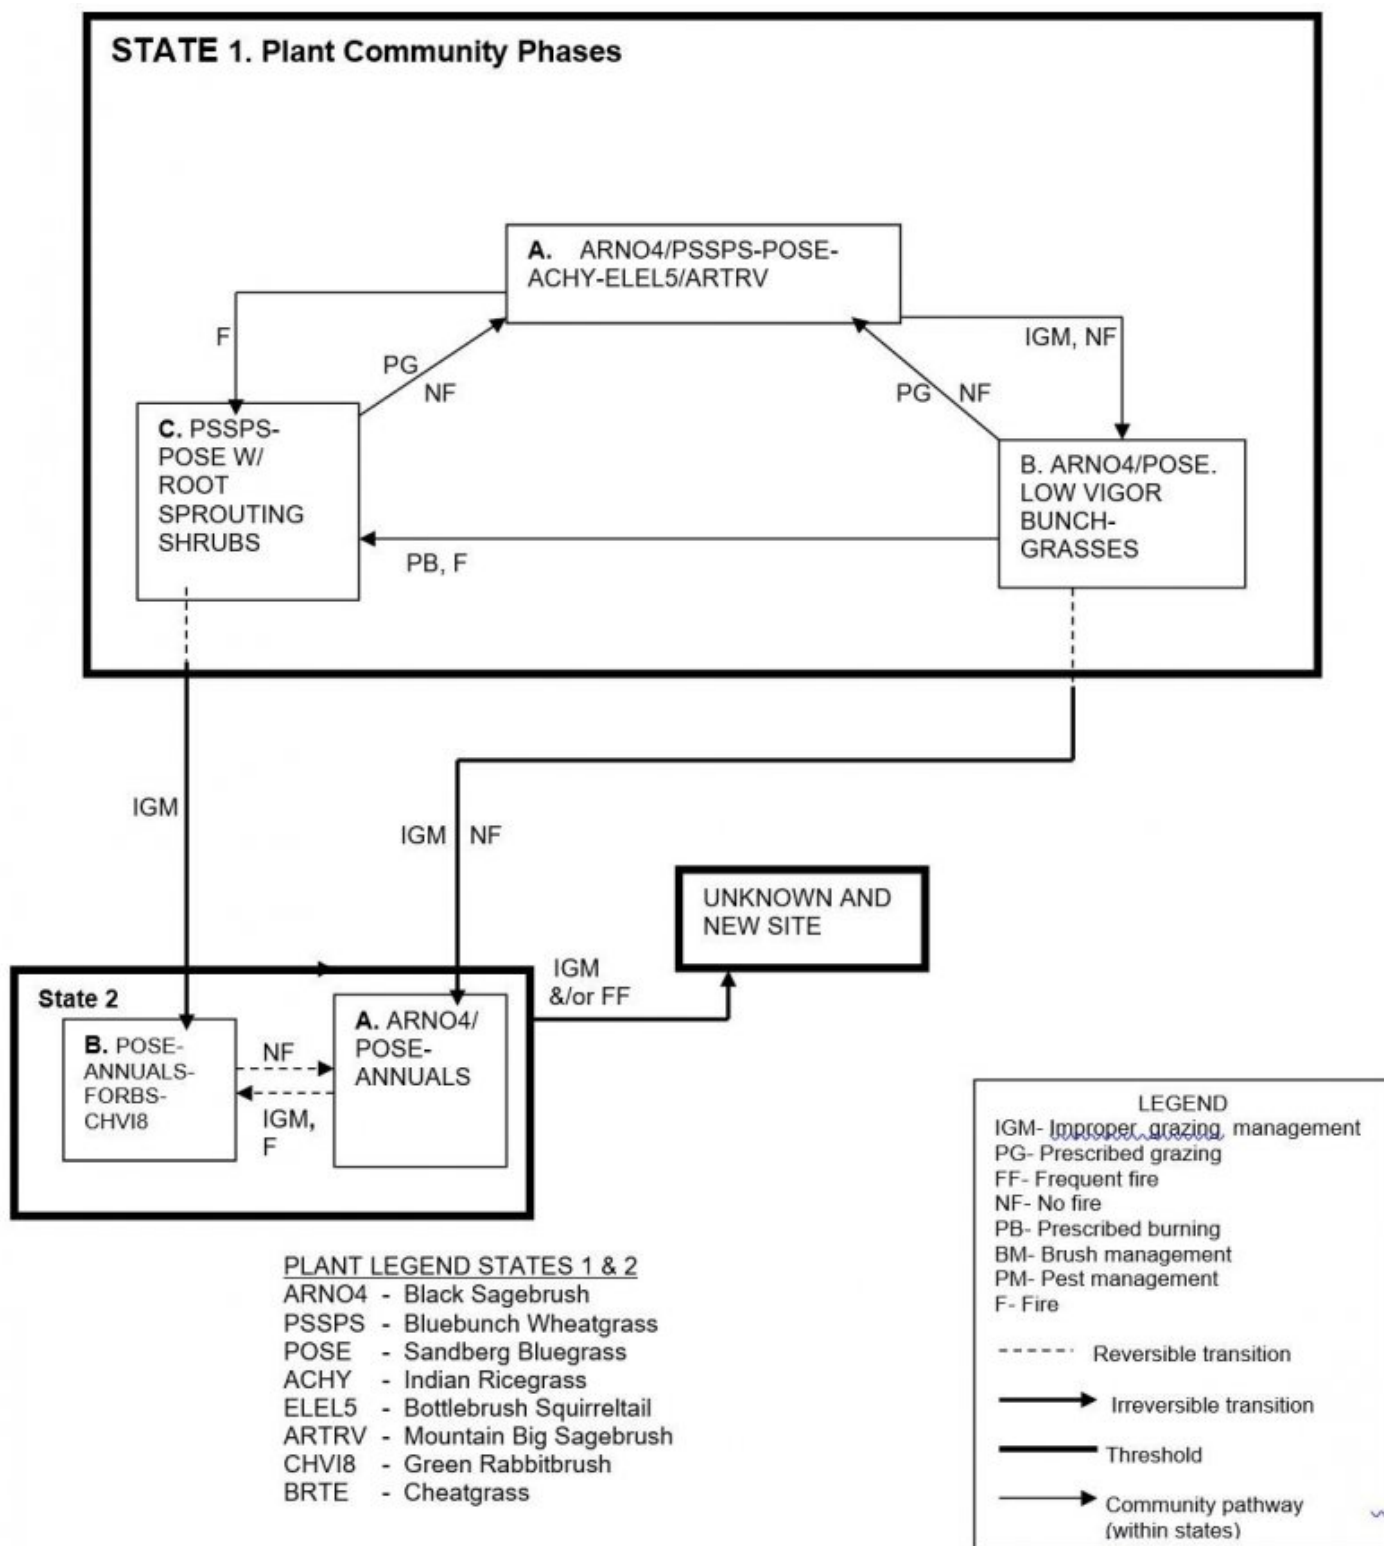 STATE 1. Plant Community Phases
A. ARNO4/PSSPS-POSE-
ACHY-ELEL5/ARTRV
F
IGM, NF
PG
NF
PG NF
C. PSSPS-
POSE W/
ROOT
SPROUTING
SHRUBS
B. ARNO4/POSE.
LOW VIGOR
BUNCH-
GRASSES
PB, F
IGM
IGM NF
UNKNOWN AND
NEW SITE
IGM
&/or FF
State 2
B. POSE-
ANNUALS-
FORBS-
CHVI8
NF
IGM,
F
A. ARNO4/
POSE-
ANNUALS
LEGEND
IGM- Improper grazing management
PG- Prescribed grazing
FF- Frequent fire
NF- No fire
PB- Prescribed burning
BM- Brush management
PM- Pest management
F- Fire
Reversible transition
Irreversible transition
Threshold
Community pathway
(within states)
PLANT LEGEND STATES 1 & 2
ARNO4 - Black Sagebrush
PSSPS - Bluebunch Wheatgrass
POSE - Sandberg Bluegrass
ACHY - Indian Ricegrass
ELEL5 - Bottlebrush Squirreltail
ARTRV - Mountain Big Sagebrush
CHVI8 - Green Rabbitbrush
BRTE - Cheatgrass